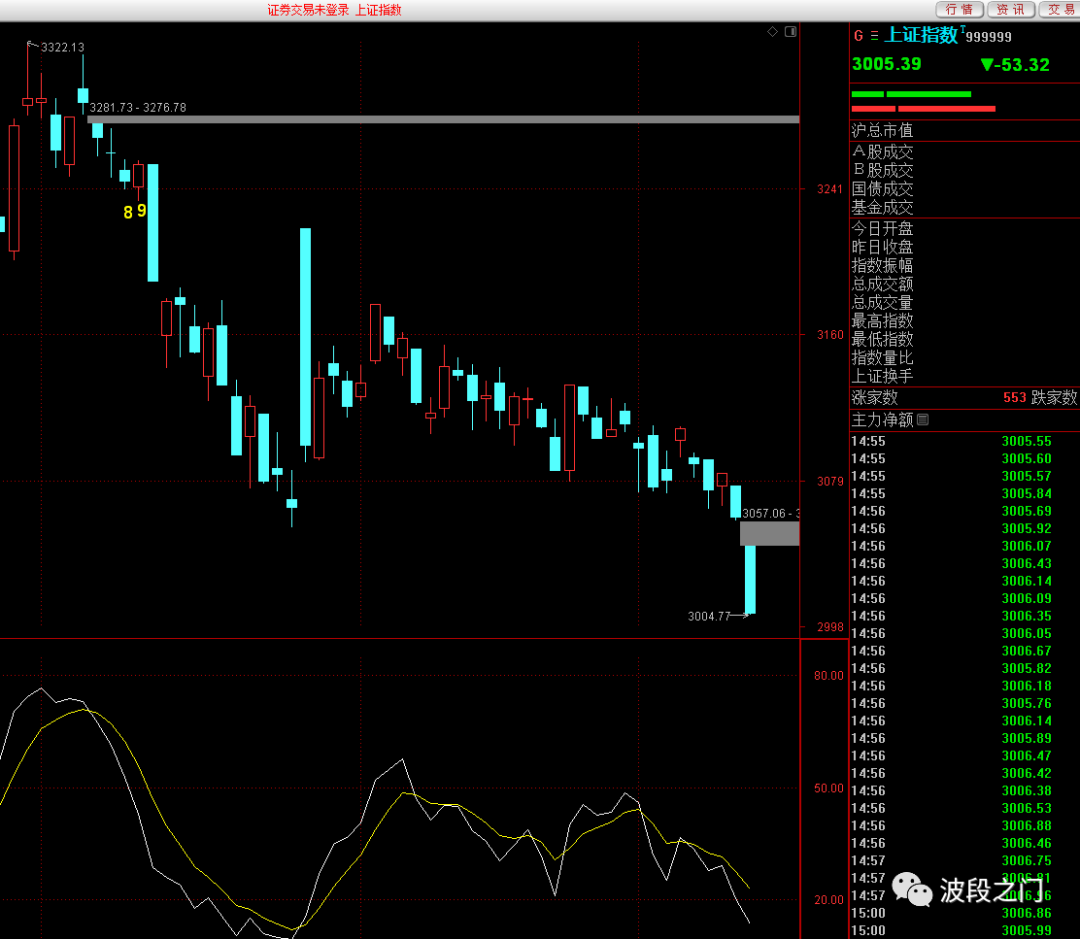 证券交易未登录 上证指数
行情 资讯 交易
3322.13
3281.73 - 3276.78
8 9
3057.06 - 3
3004.77
3241
3160
3079
2998
80.00
50.00
20.00
G 上证指数 999999
3005.39 ▼-53.32
沪总市值
A股成交
B股成交
国债成交
基金成交
今日开盘
昨日收盘
指数振幅
总成交额
总成交量
最高指数
最低指数
指数量比
上证换手
涨家数 553 跌家数
主力净额
14:55 3005.55
14:55 3005.60
14:55 3005.57
14:55 3005.84
14:56 3005.69
14:56 3005.92
14:56 3006.07
14:56 3006.43
14:56 3006.14
14:56 3006.09
14:56 3006.35
14:56 3006.05
14:56 3006.67
14:56 3005.82
14:56 3006.18
14:56 3005.76
14:56 3006.14
14:56 3005.89
14:56 3006.47
14:56 3006.42
14:56 3006.38
14:56 3006.53
14:56 3006.88
14:56 3006.46
14:57 3006.75
14:57 3006.81
14:57
15:00 3006.86
15:00 3005.99
波段之门